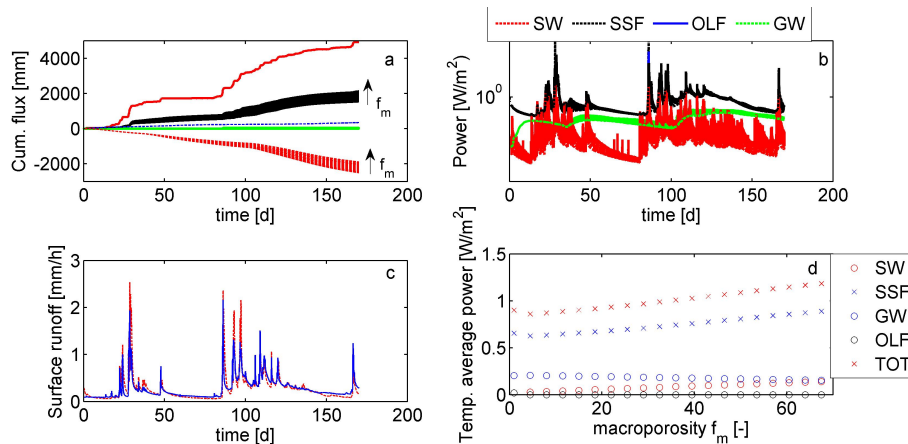 SW SSF OLF GW
Cum. flux [mm]
4000
2000
0
-2000
a
f_m
f_m
0 50 100 150 200
time [d]
Power [W/m^2]
10^0
b
0 50 100 150 200
time [d]
Surface runoff [mm/h]
3
2
1
0
c
0 50 100 150 200
time [d]
Temp. average power [W/m^2]
1.5
1
0.5
0
d
0 20 40 60
macroporosity f_m [-]
SW
SSF
GW
OLF
TOT